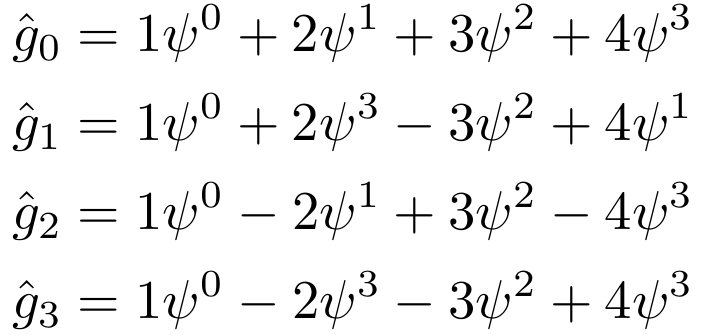 ĝ₀ = 1ψ⁰ + 2ψ¹ + 3ψ² + 4ψ³
ĝ₁ = 1ψ⁰ + 2ψ³ − 3ψ² + 4ψ¹
ĝ₂ = 1ψ⁰ − 2ψ¹ + 3ψ² − 4ψ³
ĝ₃ = 1ψ⁰ − 2ψ³ − 3ψ² + 4ψ³